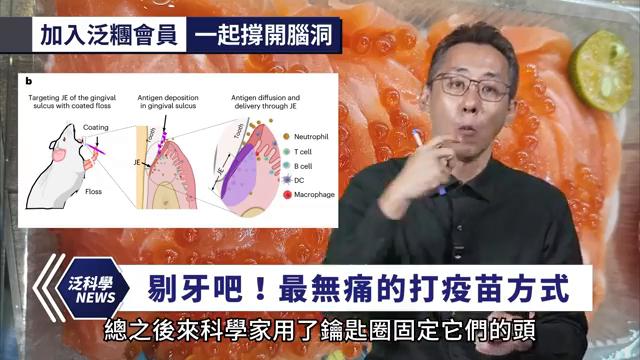 加入泛糰會員 一起撐開腦洞
b
Targeting JE of the gingival sulcus with coated floss
Antigen deposition in gingival sulcus
Antigen diffusion and delivery through JE
Coating
Floss
Tooth
JE
Tooth
JE
Neutrophil
T cell
B cell
DC
Macrophage
泛科學
NEWS
剔牙吧！最無痛的打疫苗方式
總之後來科學家用了鑰匙圈固定它們的頭